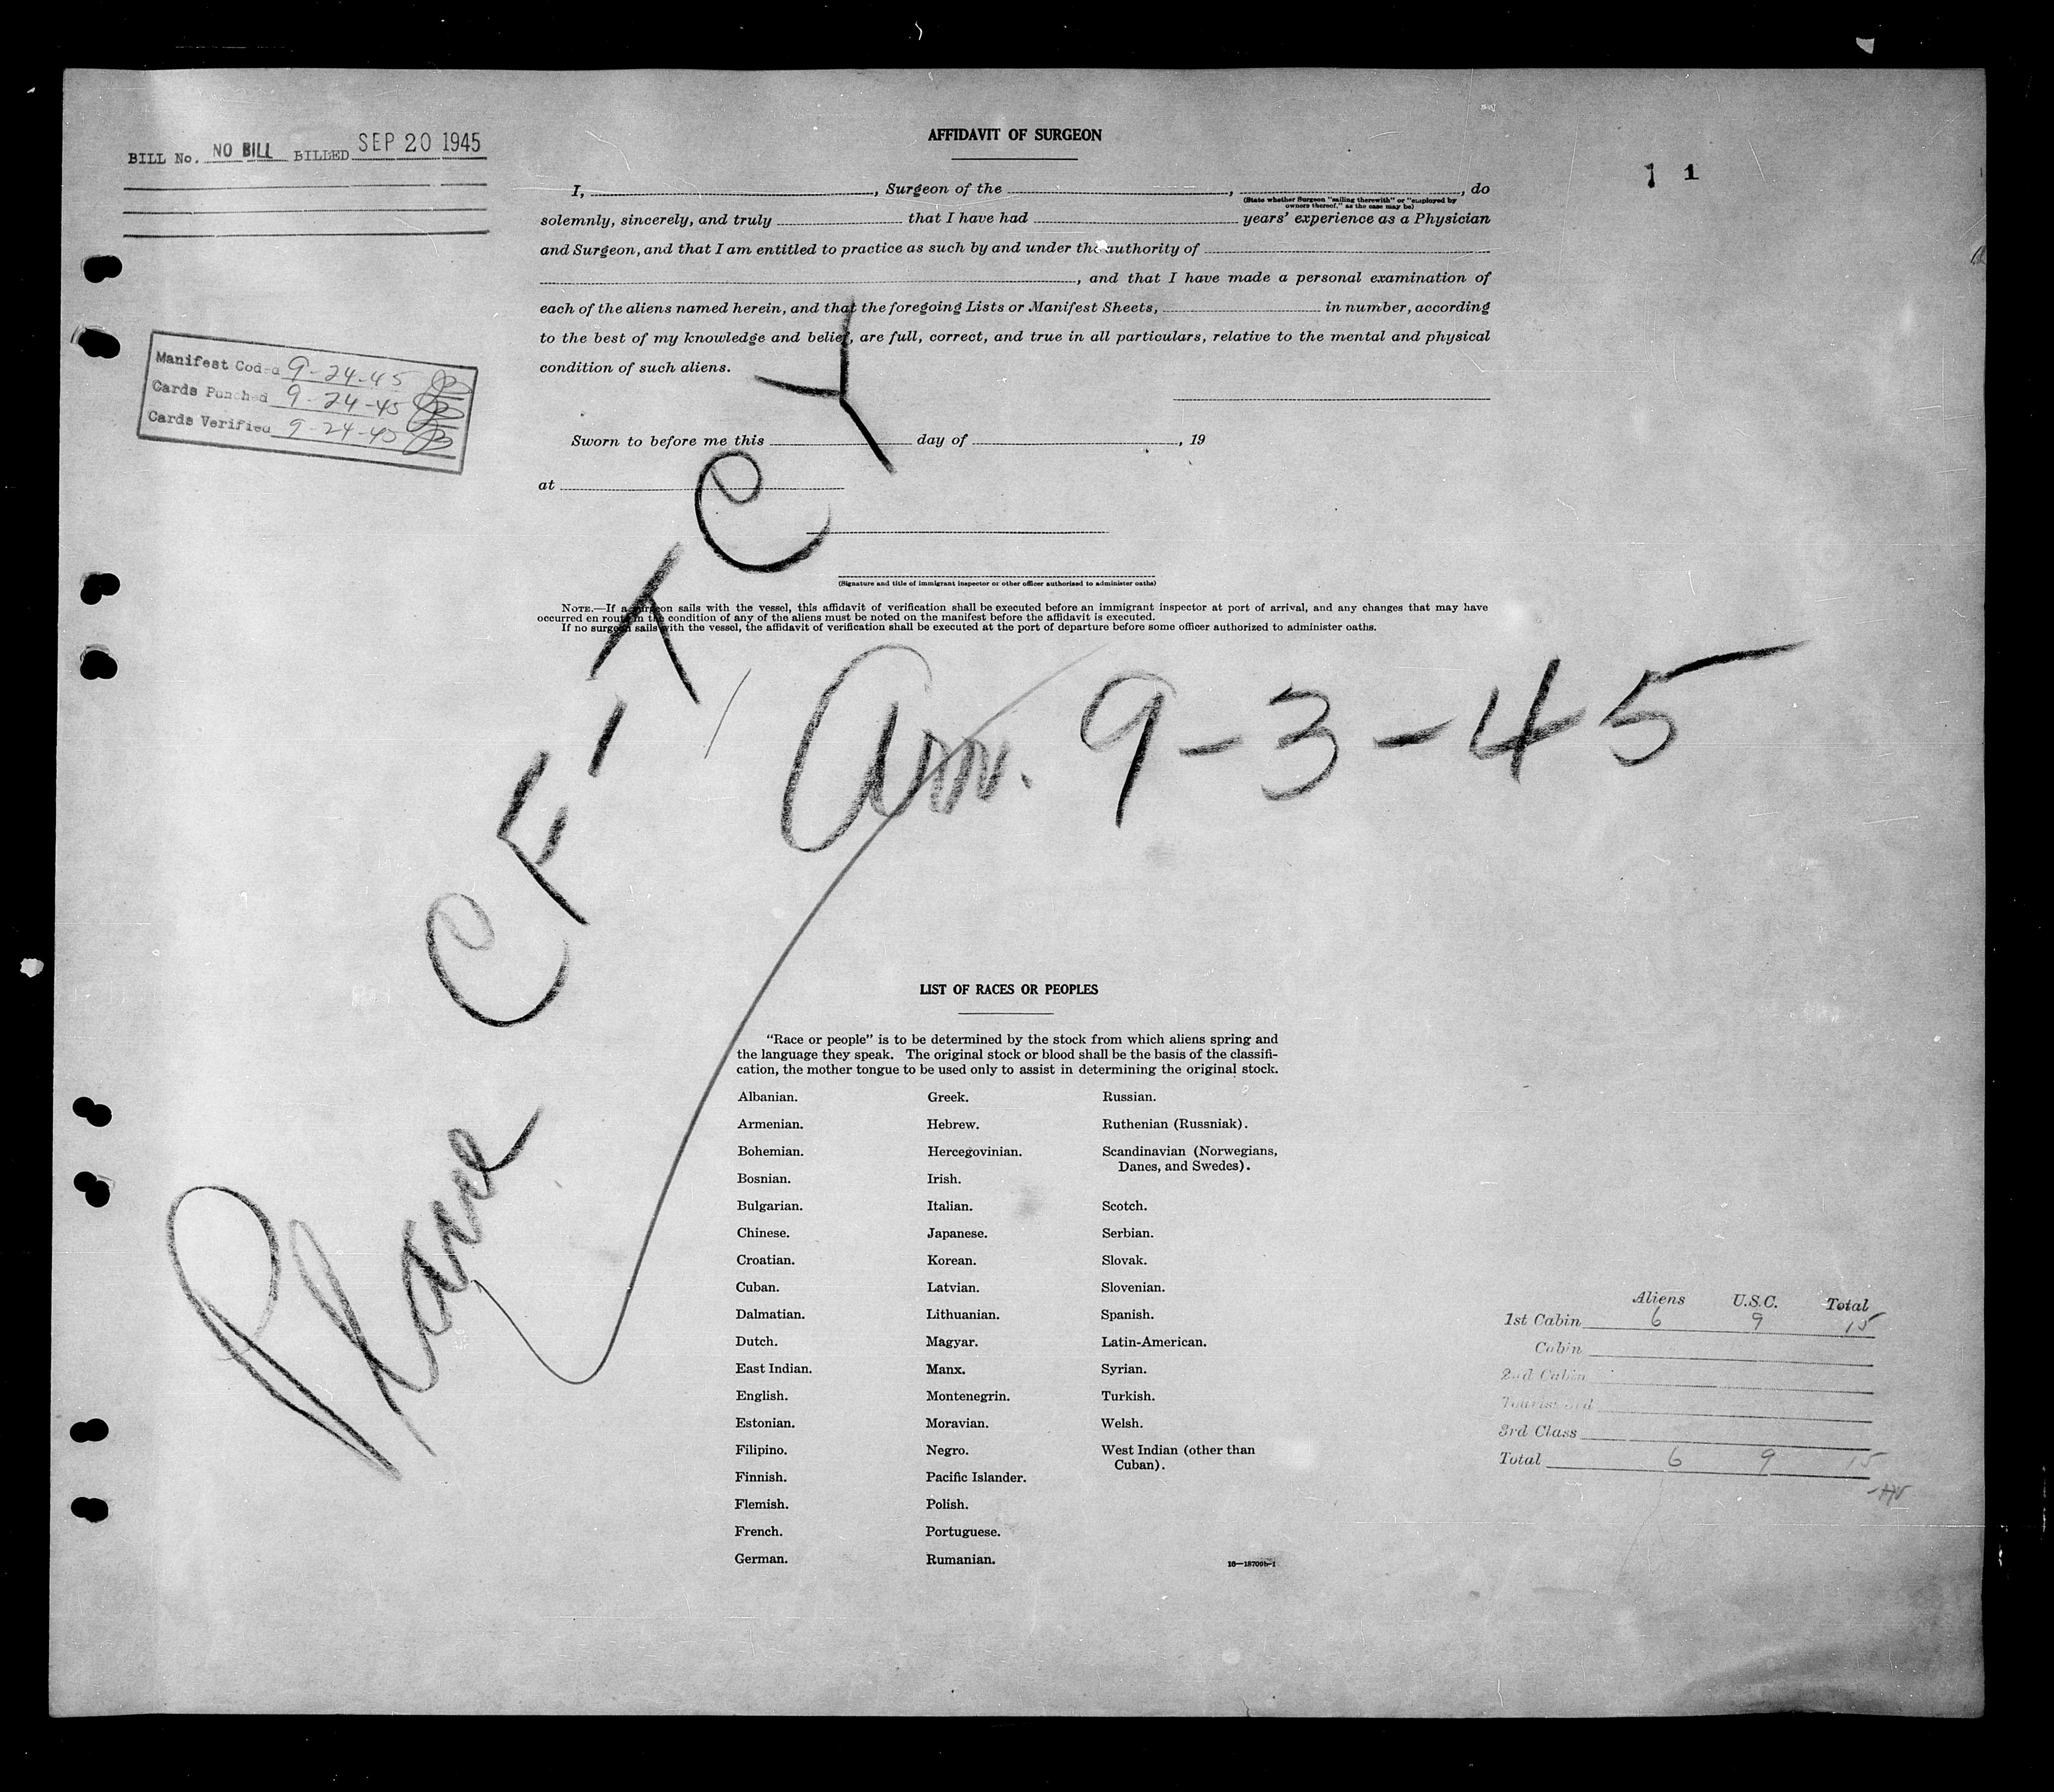 BILL No. NO BILL BILLED SEP 20 1945
1 1
Manifest Coded 9-24-45
Cards Punched 9-24-45
Cards Verified 9-24-45
AFFIDAVIT OF SURGEON
I, , Surgeon of the , , do
(State whether Surgeon "sailing therewith" or "employed by
owners thereof," as the case may be)
solemnly, sincerely, and truly that I have had years' experience as a Physician
and Surgeon, and that I am entitled to practice as such by and under the authority of
, and that I have made a personal examination of
each of the aliens named herein, and that the foregoing Lists or Manifest Sheets, in number, according
to the best of my knowledge and belief, are full, correct, and true in all particulars, relative to the mental and physical
condition of such aliens.
Sworn to before me this day of , 19
at
(Signature and title of immigrant inspector or other officer authorized to administer oaths)
NOTE.—If a surgeon sails with the vessel, this affidavit of verification shall be executed before an immigrant inspector at port of arrival, and any changes that may have
occurred en route in the condition of any of the aliens must be noted on the manifest before the affidavit is executed.
If no surgeon sails with the vessel, the affidavit of verification shall be executed at the port of departure before some officer authorized to administer oaths.
Plane CF-TCY
Arr. 9-3-45
LIST OF RACES OR PEOPLES
"Race or people" is to be determined by the stock from which aliens spring and
the language they speak. The original stock or blood shall be the basis of the classifi-
cation, the mother tongue to be used only to assist in determining the original stock.
Albanian. Greek. Russian.
Armenian. Hebrew. Ruthenian (Russniak).
Bohemian. Hercegovinian. Scandinavian (Norwegians,
Danes, and Swedes).
Bosnian. Irish.
Bulgarian. Italian. Scotch.
Chinese. Japanese. Serbian.
Croatian. Korean. Slovak.
Cuban. Latvian. Slovenian.
Dalmatian. Lithuanian. Spanish.
Dutch. Magyar. Latin-American.
East Indian. Manx. Syrian.
English. Montenegrin. Turkish.
Estonian. Moravian. Welsh.
Filipino. Negro. West Indian (other than
Cuban).
Finnish. Pacific Islander.
Flemish. Polish.
French. Portuguese.
German. Rumanian.
16—18709b-1
Aliens U.S.C. Total
1st Cabin 6 9 15
Cabin
2nd Cabin
Tourist 3rd
3rd Class
Total 6 9 15